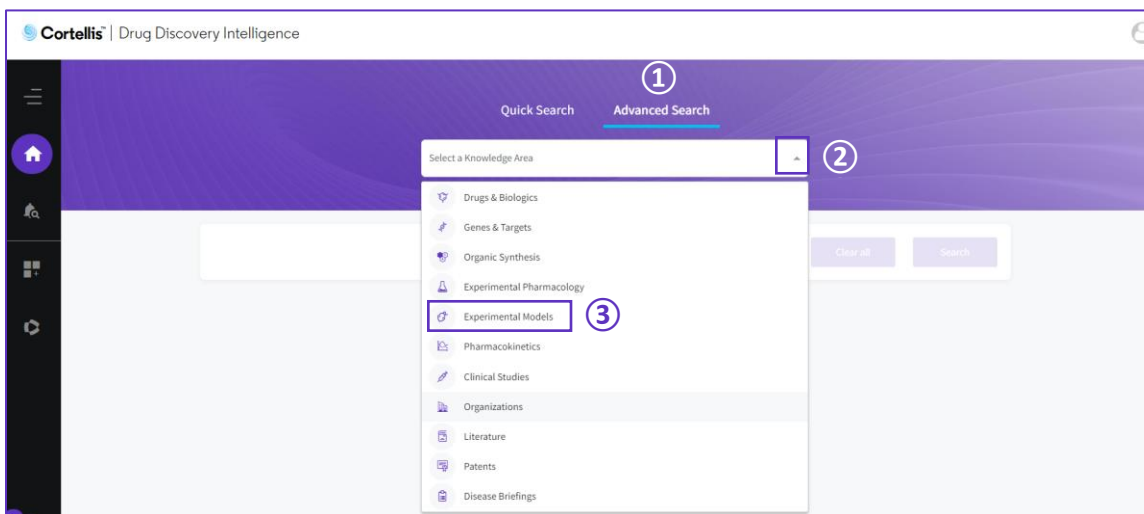 Cortellis™ | Drug Discovery Intelligence
①
Quick Search Advanced Search
Select a Knowledge Area ②
Drugs & Biologics
Genes & Targets
Organic Synthesis Clear all Search
Experimental Pharmacology
Experimental Models ③
Pharmacokinetics
Clinical Studies
Organizations
Literature
Patents
Disease Briefings